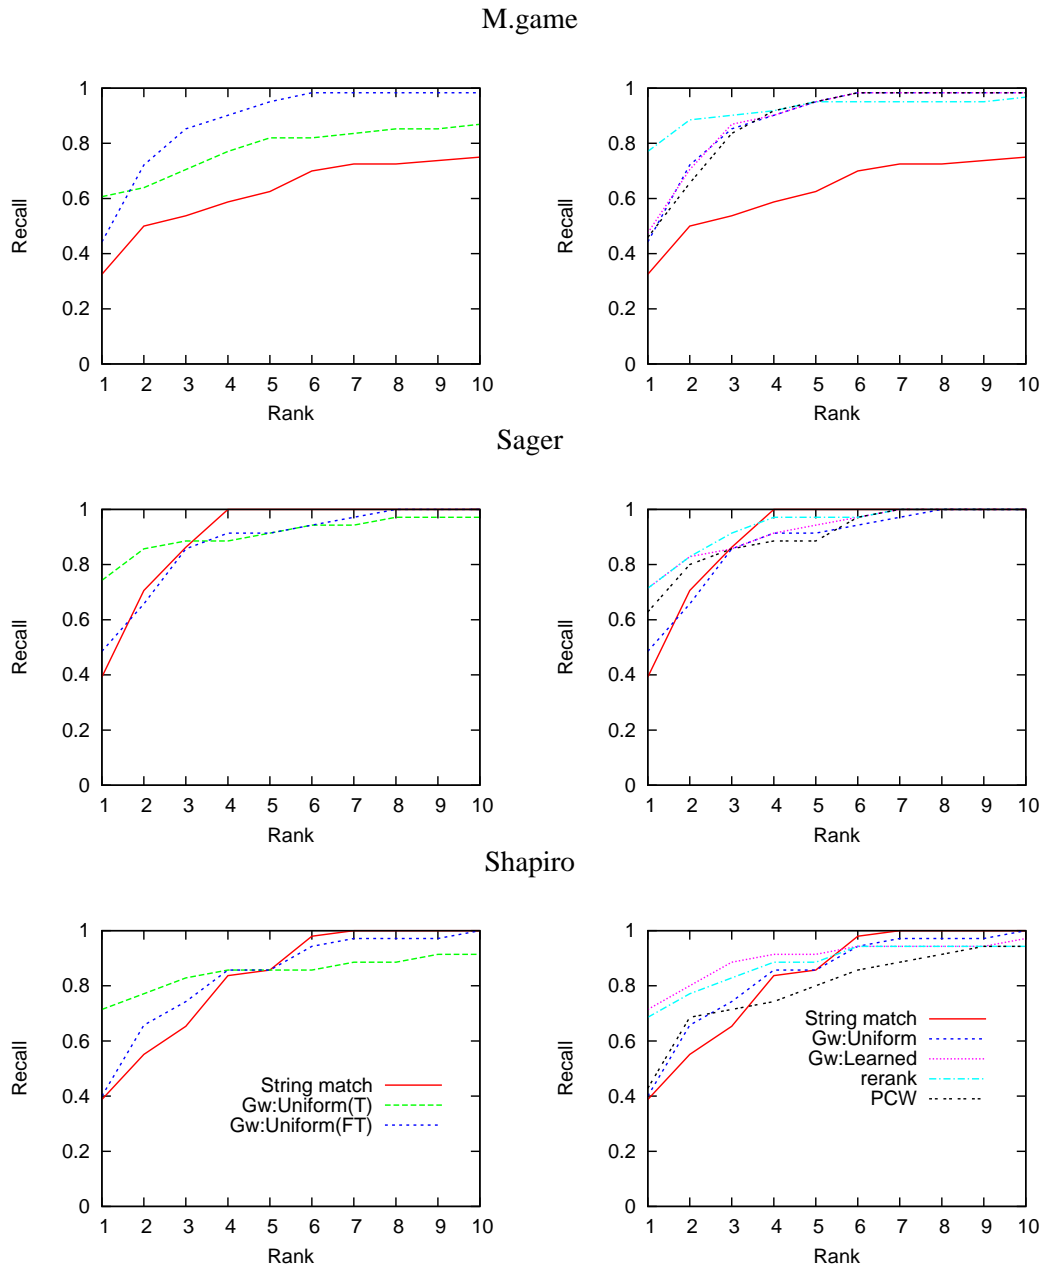 M.game
1
0.8
0.6
0.4
0.2
0
Recall
1 2 3 4 5 6 7 8 9 10
Rank
1
0.8
0.6
0.4
0.2
0
Recall
1 2 3 4 5 6 7 8 9 10
Rank
Sager
1
0.8
0.6
0.4
0.2
0
Recall
1 2 3 4 5 6 7 8 9 10
Rank
1
0.8
0.6
0.4
0.2
0
Recall
1 2 3 4 5 6 7 8 9 10
Rank
Shapiro
1
0.8
0.6
0.4
0.2
0
Recall
String match
Gw:Uniform(T)
Gw:Uniform(FT)
1 2 3 4 5 6 7 8 9 10
Rank
1
0.8
0.6
0.4
0.2
0
Recall
String match
Gw:Uniform
Gw:Learned
rerank
PCW
1 2 3 4 5 6 7 8 9 10
Rank